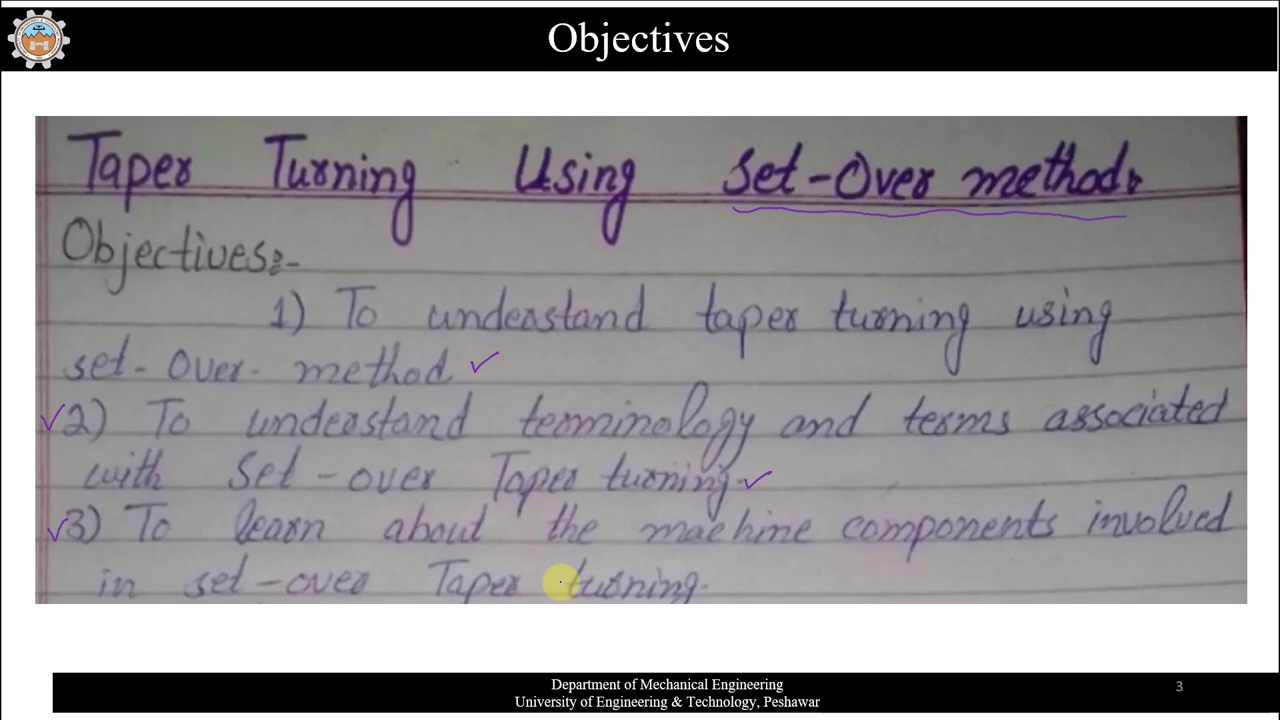 Objectives
Taper Turning Using Set-Over method.
Objectives:-
1) To understand taper turning using
set-over-method.
2) To understand terminology and terms associated
with Set-over Taper turning.
3) To learn about the machine components involved
in set-over Taper turning.
Department of Mechanical Engineering
University of Engineering & Technology, Peshawar
3